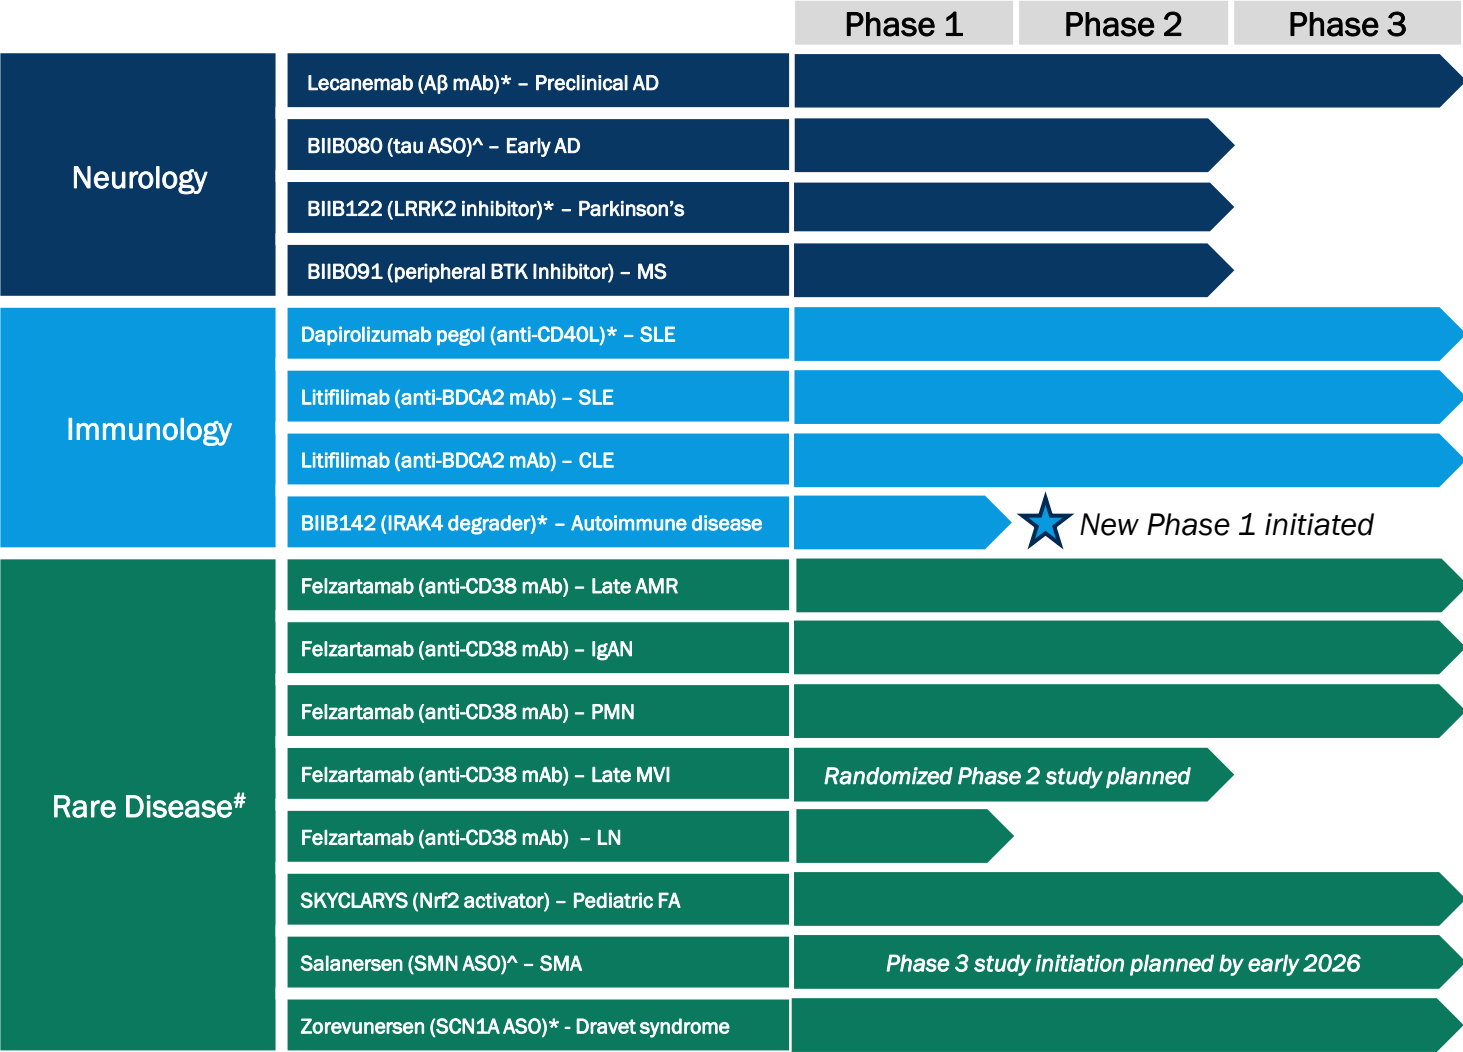 Phase 1
Phase 2
Phase 3
Neurology
Lecanemab (Aβ mAb)* – Preclinical AD
BIIB080 (tau ASO)^ – Early AD
BIIB122 (LRRK2 inhibitor)* – Parkinson’s
BIIB091 (peripheral BTK Inhibitor) – MS
Immunology
Dapirolizumab pegol (anti-CD40L)* – SLE
Litifilimab (anti-BDCA2 mAb) – SLE
Litifilimab (anti-BDCA2 mAb) – CLE
BIIB142 (IRAK4 degrader)* – Autoimmune disease
New Phase 1 initiated
Rare Disease#
Felzartamab (anti-CD38 mAb) – Late AMR
Felzartamab (anti-CD38 mAb) – IgAN
Felzartamab (anti-CD38 mAb) – PMN
Felzartamab (anti-CD38 mAb) – Late MVI
Randomized Phase 2 study planned
Felzartamab (anti-CD38 mAb) – LN
SKYCLARYS (Nrf2 activator) – Pediatric FA
Salanersen (SMN ASO)^ – SMA
Phase 3 study initiation planned by early 2026
Zorevunersen (SCN1A ASO)* - Dravet syndrome